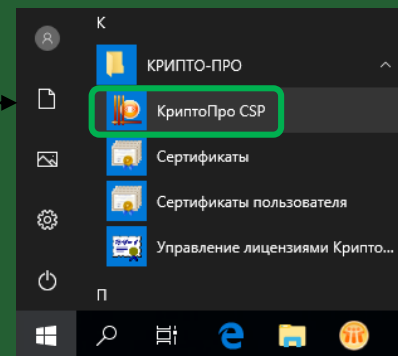 К
КРИПТО-ПРО
КриптоПро CSP
Сертификаты
Сертификаты пользователя
Управление лицензиями Крипто...
П